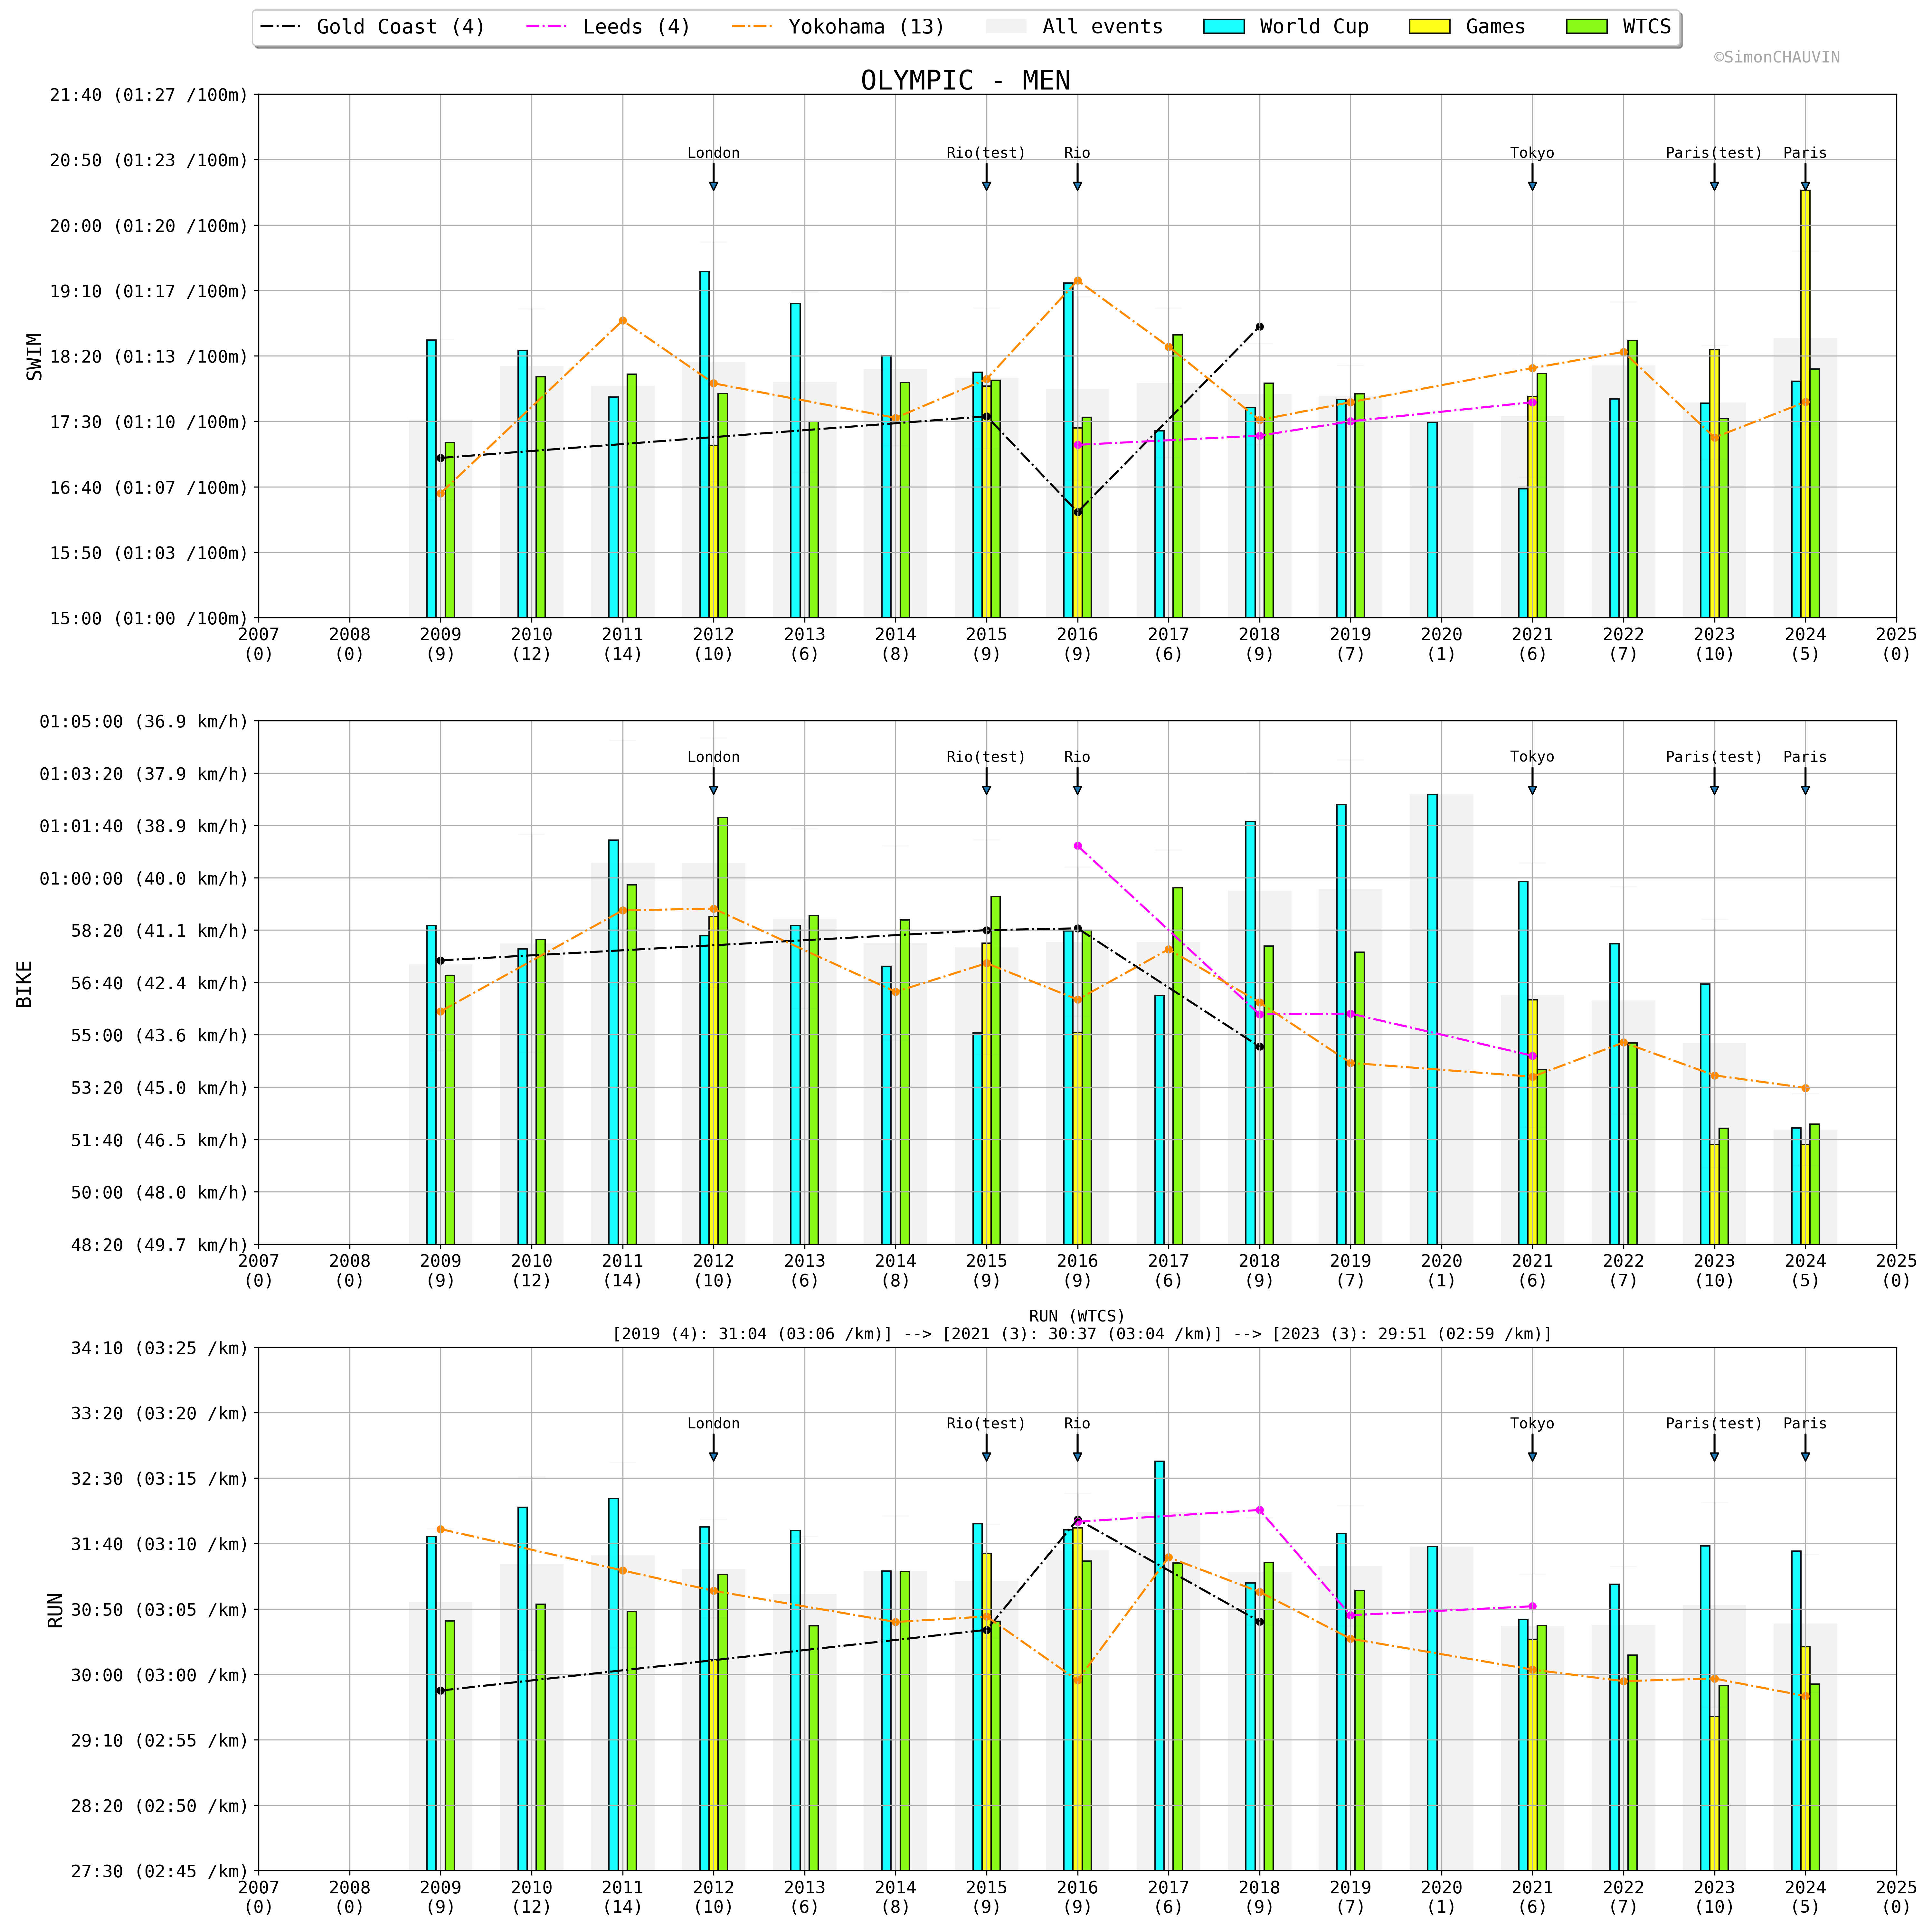 Gold Coast (4) Leeds (4) Yokohama (13) All events World Cup Games WTCS
©SimonCHAUVIN
OLYMPIC - MEN
21:40 (01:27 /100m)
20:50 (01:23 /100m)
20:00 (01:20 /100m)
19:10 (01:17 /100m)
18:20 (01:13 /100m)
17:30 (01:10 /100m)
16:40 (01:07 /100m)
15:50 (01:03 /100m)
15:00 (01:00 /100m)
SWIM
London Rio(test) Rio Tokyo Paris(test) Paris
2007 2008 2009 2010 2011 2012 2013 2014 2015 2016 2017 2018 2019 2020 2021 2022 2023 2024 2025
(0) (0) (9) (12) (14) (10) (6) (8) (9) (9) (6) (9) (7) (1) (6) (7) (10) (5) (0)
01:05:00 (36.9 km/h)
01:03:20 (37.9 km/h)
01:01:40 (38.9 km/h)
01:00:00 (40.0 km/h)
58:20 (41.1 km/h)
56:40 (42.4 km/h)
55:00 (43.6 km/h)
53:20 (45.0 km/h)
51:40 (46.5 km/h)
50:00 (48.0 km/h)
48:20 (49.7 km/h)
BIKE
London Rio(test) Rio Tokyo Paris(test) Paris
2007 2008 2009 2010 2011 2012 2013 2014 2015 2016 2017 2018 2019 2020 2021 2022 2023 2024 2025
(0) (0) (9) (12) (14) (10) (6) (8) (9) (9) (6) (9) (7) (1) (6) (7) (10) (5) (0)
RUN (WTCS)
[2019 (4): 31:04 (03:06 /km)] --> [2021 (3): 30:37 (03:04 /km)] --> [2023 (3): 29:51 (02:59 /km)]
34:10 (03:25 /km)
33:20 (03:20 /km)
32:30 (03:15 /km)
31:40 (03:10 /km)
30:50 (03:05 /km)
30:00 (03:00 /km)
29:10 (02:55 /km)
28:20 (02:50 /km)
27:30 (02:45 /km)
RUN
London Rio(test) Rio Tokyo Paris(test) Paris
2007 2008 2009 2010 2011 2012 2013 2014 2015 2016 2017 2018 2019 2020 2021 2022 2023 2024 2025
(0) (0) (9) (12) (14) (10) (6) (8) (9) (9) (6) (9) (7) (1) (6) (7) (10) (5) (0)